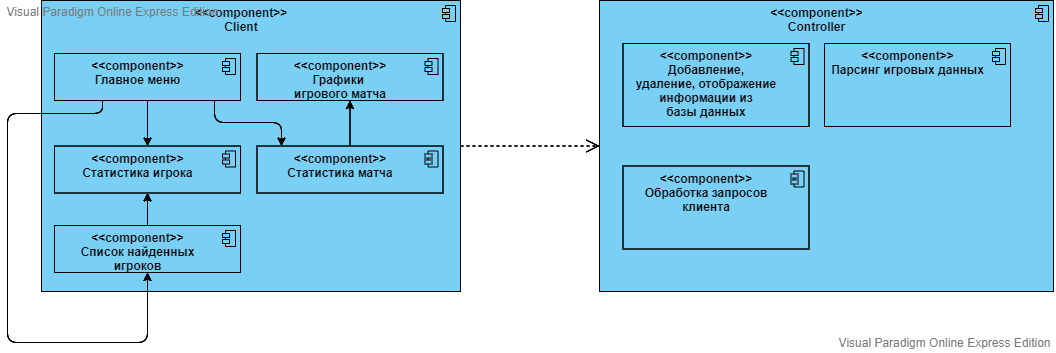 Visual Paradigm Online Express Edition
<<component>>
Client
<<component>>
Главное меню
<<component>>
Графики
игрового матча
<<component>>
Статистика игрока
<<component>>
Статистика матча
<<component>>
Список найденных
игроков
<<component>>
Controller
<<component>>
Добавление,
удаление, отображение
информации из
базы данных
<<component>>
Парсинг игровых данных
<<component>>
Обработка запросов
клиента
Visual Paradigm Online Express Edition